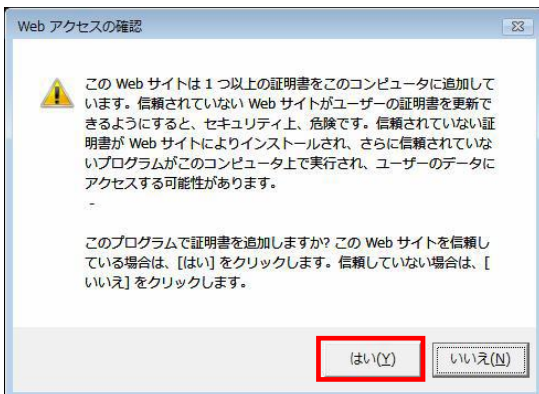 Web アクセスの確認
この Web サイトは 1 つ以上の証明書をこのコンピュータに追加して
います。信頼されていない Web サイトがユーザーの証明書を更新で
きるようにすると、セキュリティ上、危険です。信頼されていない証
明書が Web サイトによりインストールされ、さらに信頼されていな
いプログラムがこのコンピュータ上で実行され、ユーザーのデータに
アクセスする可能性があります。
-
このプログラムで証明書を追加しますか? この Web サイトを信頼し
ている場合は、[はい] をクリックします。信頼していない場合は、[
いいえ] をクリックします。
はい(Y) いいえ(N)